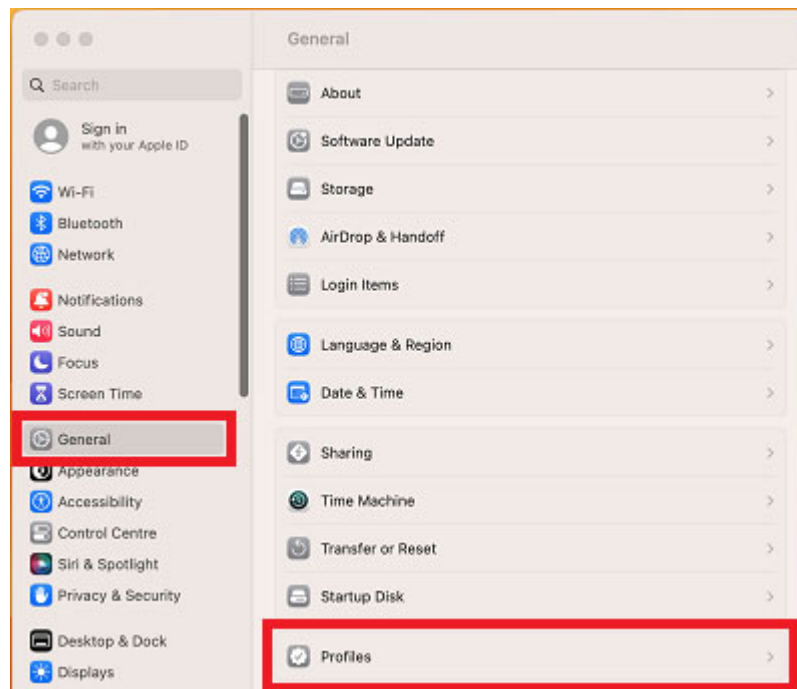 General
Search
Sign in
with your Apple ID
Wi-Fi
Bluetooth
Network
Notifications
Sound
Focus
Screen Time
General
Appearance
Accessibility
Control Centre
Siri & Spotlight
Privacy & Security
Desktop & Dock
Displays
About
Software Update
Storage
AirDrop & Handoff
Login Items
Language & Region
Date & Time
Sharing
Time Machine
Transfer or Reset
Startup Disk
Profiles